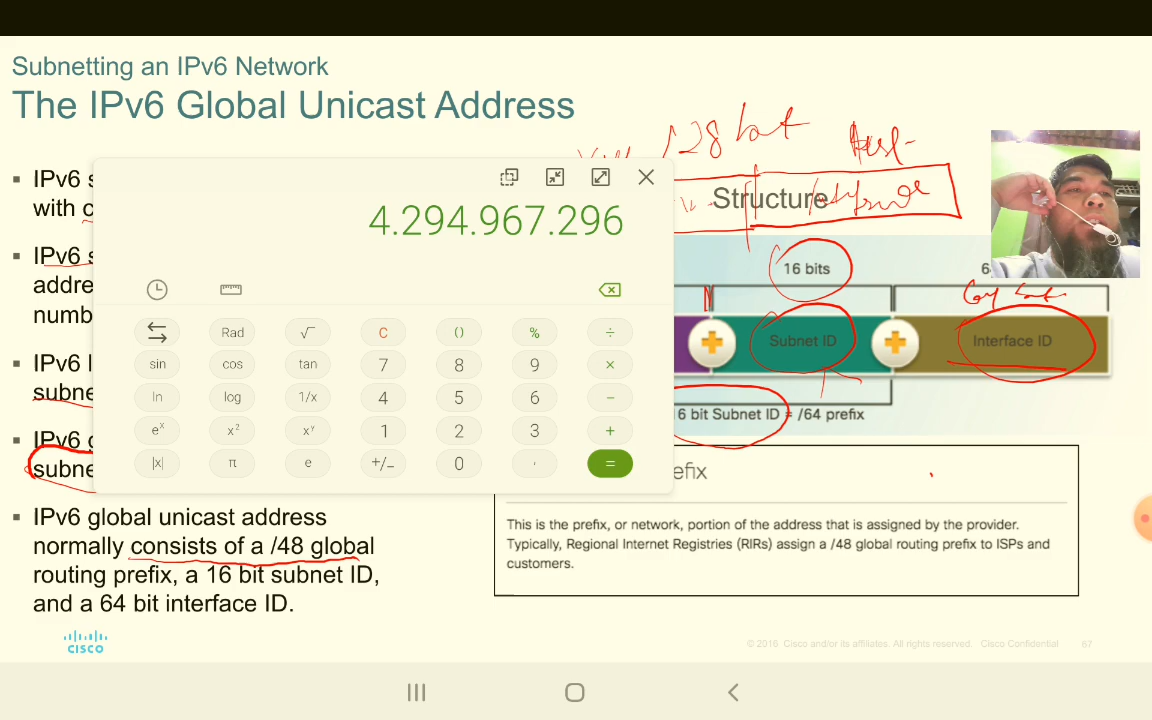 Subnetting an IPv6 Network
The IPv6 Global Unicast Address
128 bit
Structure
IPv6 s
with c
IPv6 s
addre
numb
IPv6 l
subne
IPv6 g
subne
IPv6 global unicast address
normally consists of a /48 global
routing prefix, a 16 bit subnet ID,
and a 64 bit interface ID.
4.294.967.296
Rad √ C () % ÷
sin cos tan 7 8 9 ×
ln log 1/x 4 5 6 −
eˣ x² xʸ 1 2 3 +
|x| π e +/− 0 , =
16 bits 6
Subnet ID Interface ID
6 bit Subnet ID = /64 prefix
efix
This is the prefix, or network, portion of the address that is assigned by the provider.
Typically, Regional Internet Registries (RIRs) assign a /48 global routing prefix to ISPs and
customers.
CISCO
© 2016 Cisco and/or its affiliates. All rights reserved. Cisco Confidential 67